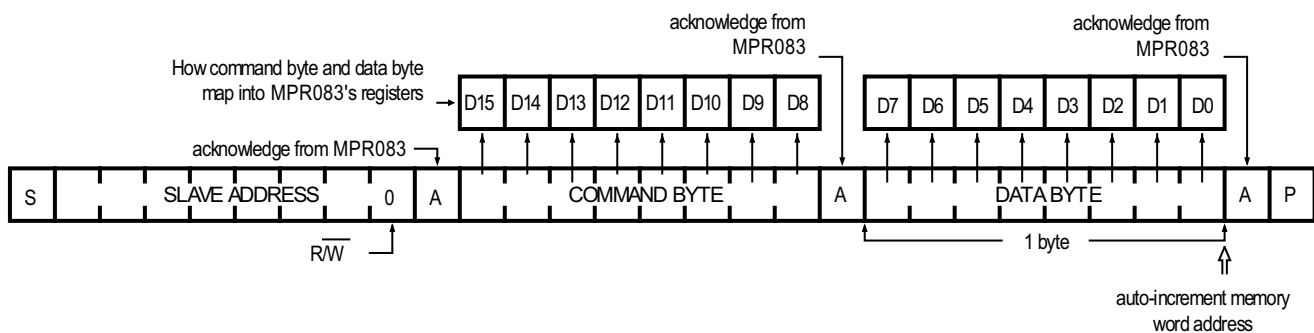 acknowledge from
MPR083
acknowledge from
MPR083
How command byte and data byte
map into MPR083's registers
D15 D14 D13 D12 D11 D10 D9 D8
D7 D6 D5 D4 D3 D2 D1 D0
acknowledge from MPR083
S SLAVE ADDRESS 0 A COMMAND BYTE A DATA BYTE A P
R/W
1 byte
auto-increment memory
word address